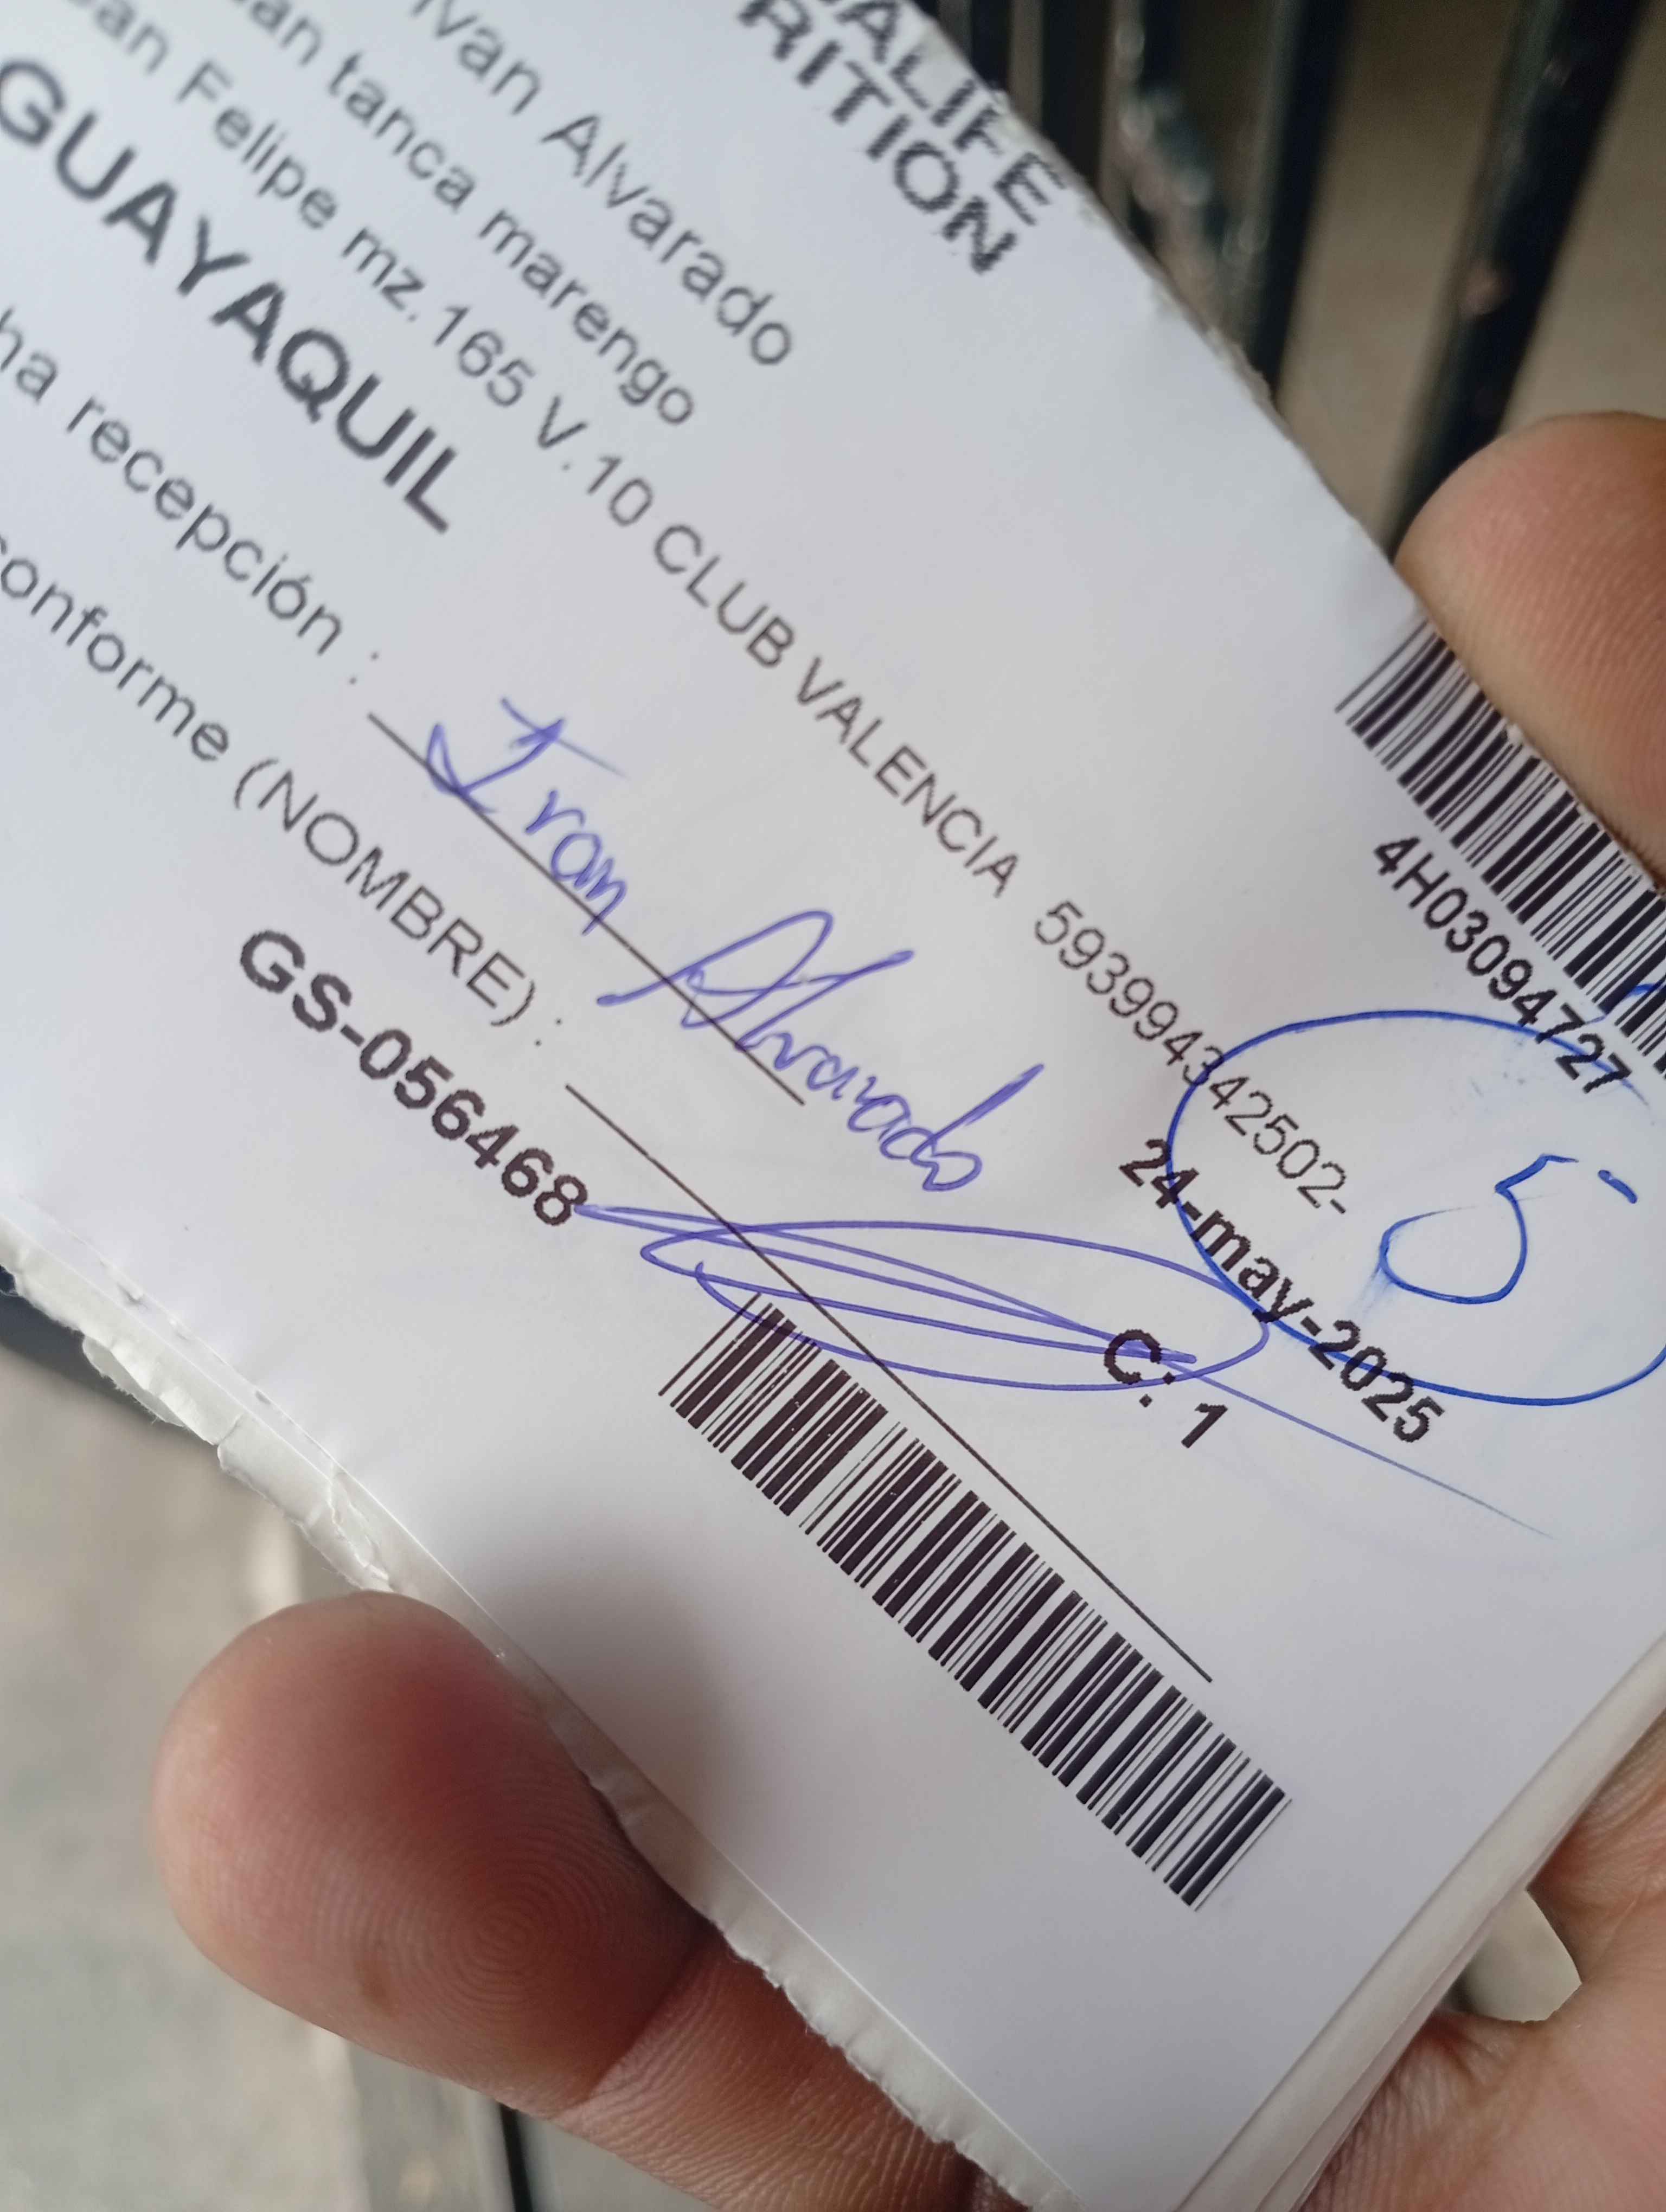 ALIFE
RITION
Ivan Alvarado
an tanca marengo
an Felipe mz.165 V.10 CLUB VALENCIA 593994342502-
GUAYAQUIL
4H03094727
24-may-2025
5
ha recepción :
Ivan Alvarado
conforme (NOMBRE) :
C: 1
GS-056468